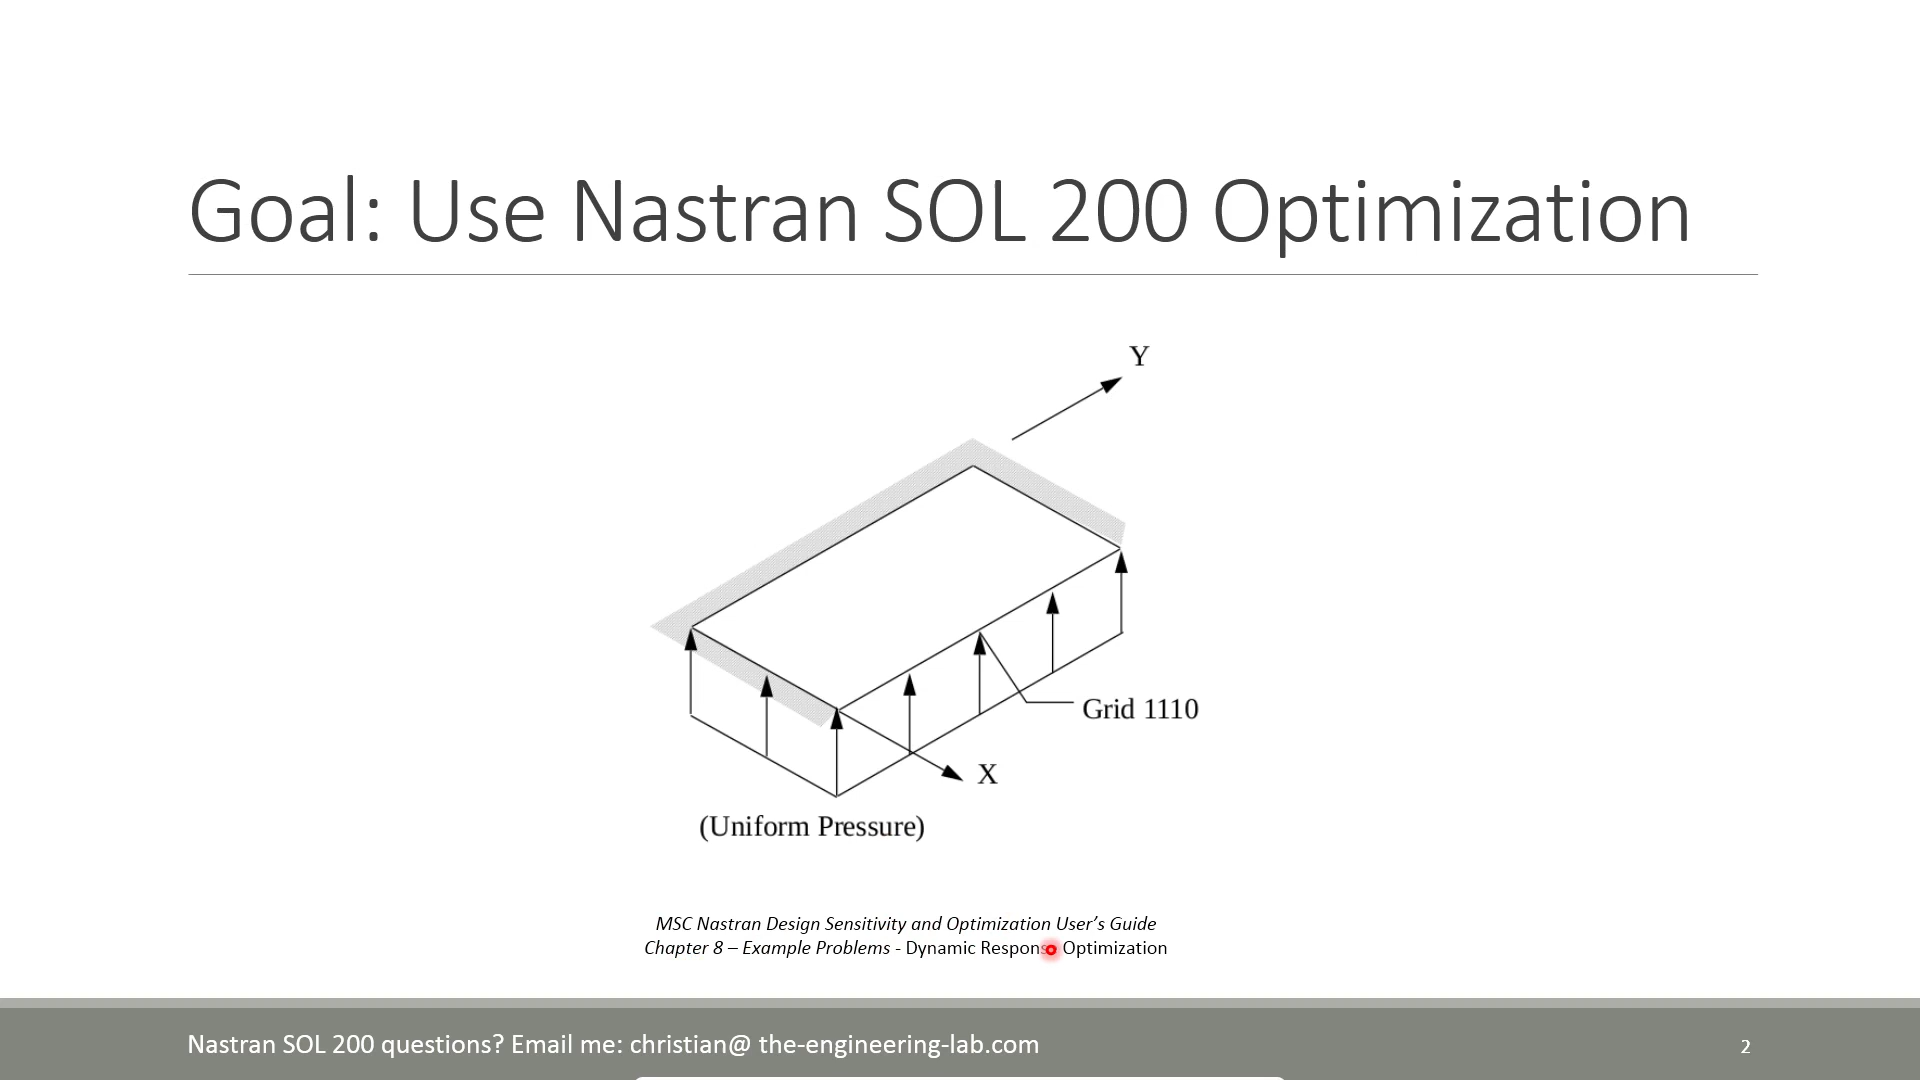 Goal: Use Nastran SOL 200 Optimization
Y
Grid 1110
X
(Uniform Pressure)
MSC Nastran Design Sensitivity and Optimization User’s Guide
Chapter 8 – Example Problems - Dynamic Response Optimization
Nastran SOL 200 questions? Email me: christian@ the-engineering-lab.com
2